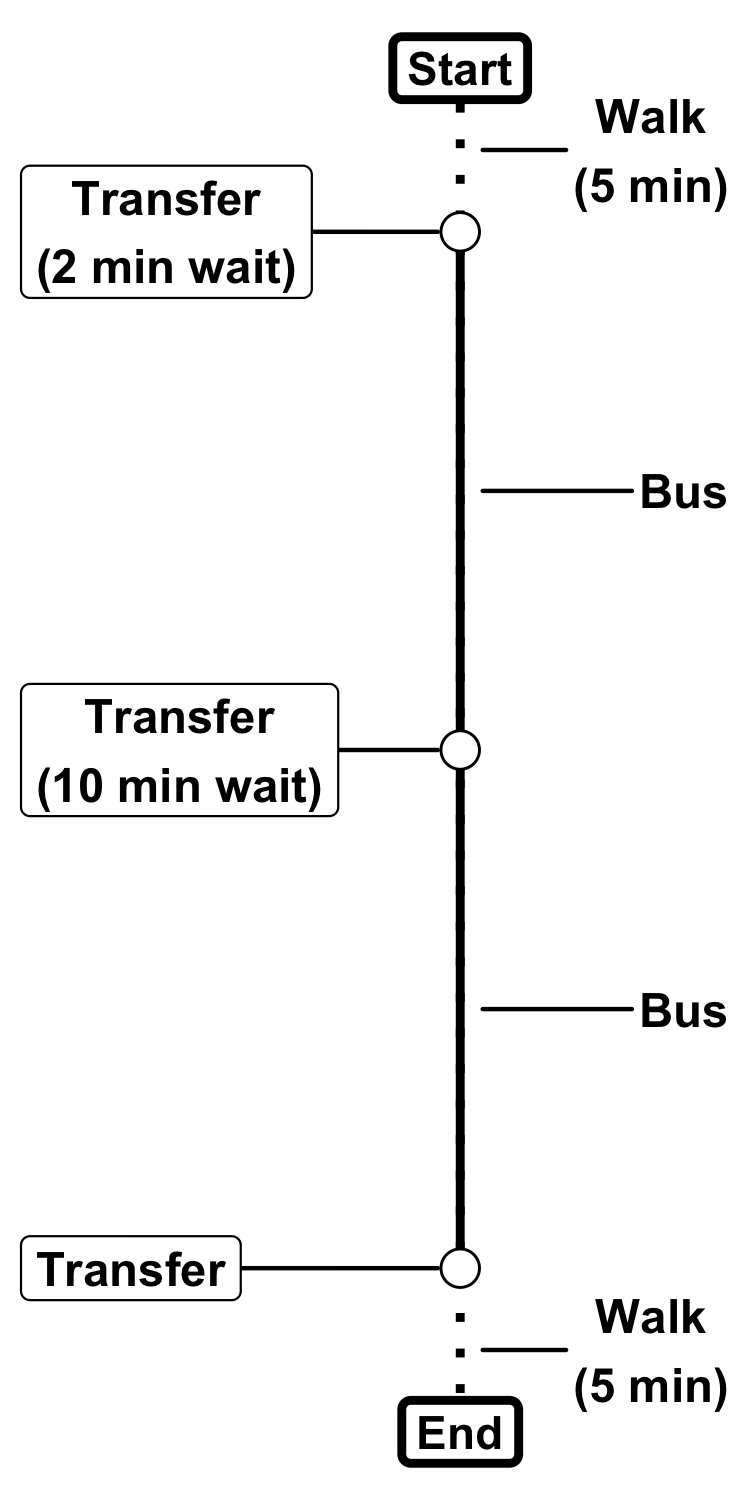 Start
Walk
(5 min)
Transfer
(2 min wait)
Bus
Transfer
(10 min wait)
Bus
Transfer
Walk
(5 min)
End